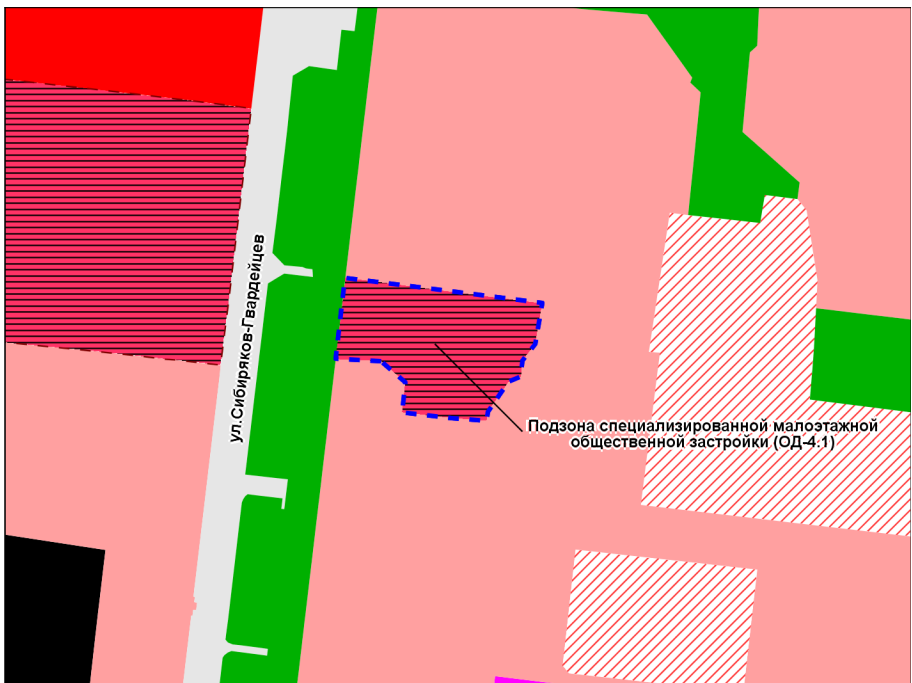 ул.Сибиряков-Гвардейцев
Подзона специализированной малоэтажной
общественной застройки (ОД-4.1)